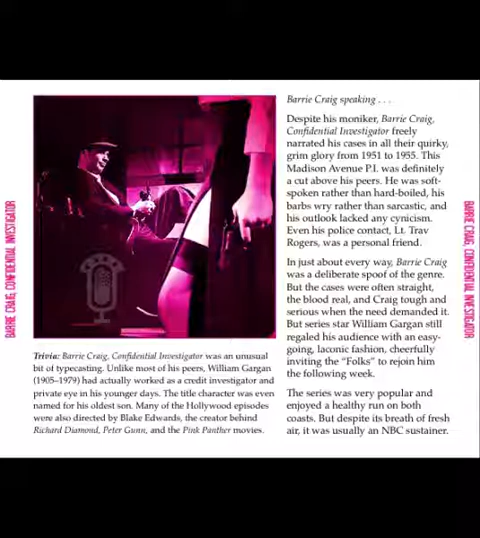 BARRIE CRAIG, CONFIDENTIAL INVESTIGATOR
Trivia: Barrie Craig, Confidential Investigator was an unusual
bit of typecasting. Unlike most of his peers, William Gargan
(1905–1979) had actually worked as a credit investigator and
private eye in his younger days. The title character was even
named for his oldest son. Many of the Hollywood episodes
were also directed by Blake Edwards, the creator behind
Richard Diamond, Peter Gunn, and the Pink Panther movies.
Barrie Craig speaking . . .
Despite his moniker, Barrie Craig,
Confidential Investigator freely
narrated his cases in all their quirky,
grim glory from 1951 to 1955. This
Madison Avenue P.I. was definitely
a cut above his peers. He was soft-
spoken rather than hard-boiled, his
barbs wry rather than sarcastic, and
his outlook lacked any cynicism.
Even his police contact, Lt. Trav
Rogers, was a personal friend.
In just about every way, Barrie Craig
was a deliberate spoof of the genre.
But the cases were often straight,
the blood real, and Craig tough and
serious when the need demanded it.
But series star William Gargan still
regaled his audience with an easy-
going, laconic fashion, cheerfully
inviting the “Folks” to rejoin him
the following week.
The series was very popular and
enjoyed a healthy run on both
coasts. But despite its breath of fresh
air, it was usually an NBC sustainer.
BARRIE CRAIG, CONFIDENTIAL INVESTIGATOR